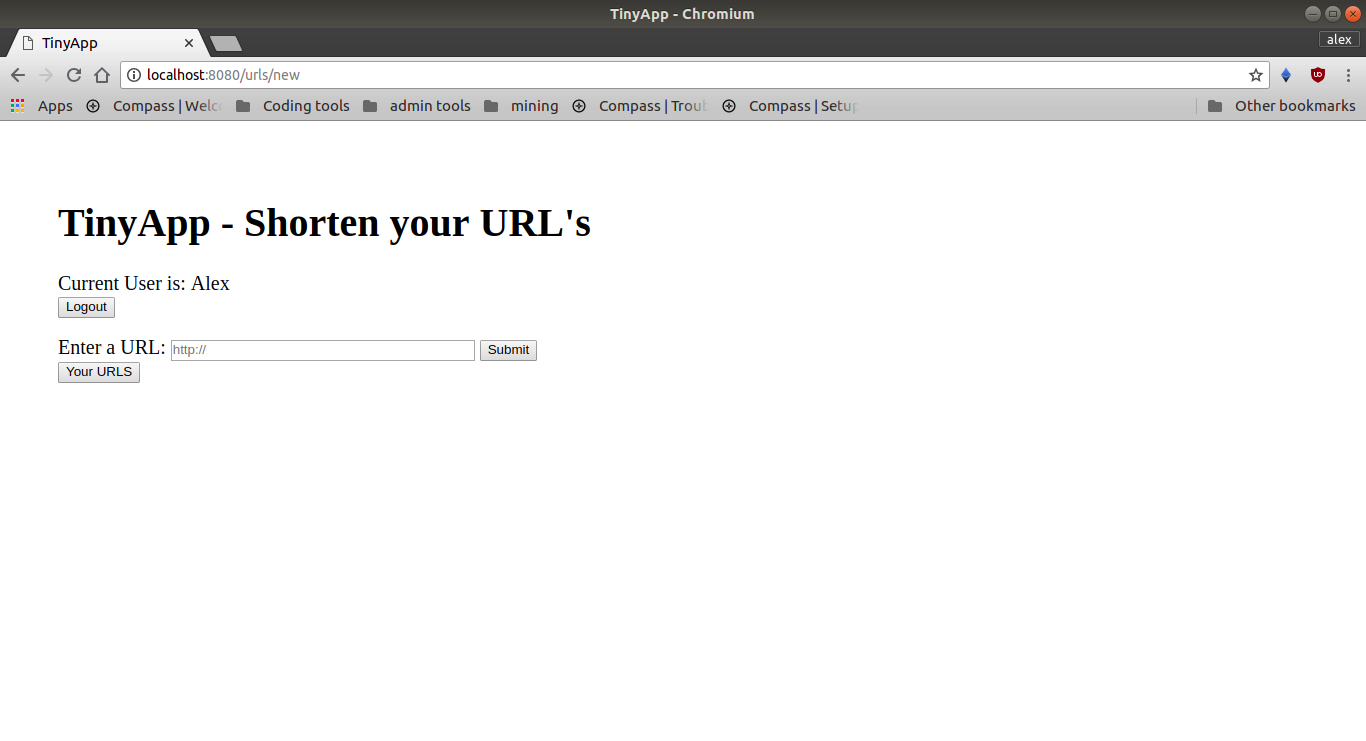 TinyApp - Chromium
TinyApp
alex
localhost:8080/urls/new
Apps Compass | Welc Coding tools admin tools mining Compass | Troub Compass | Setup Other bookmarks
TinyApp - Shorten your URL's
Current User is: Alex
Logout
Enter a URL: http:// Submit
Your URLS